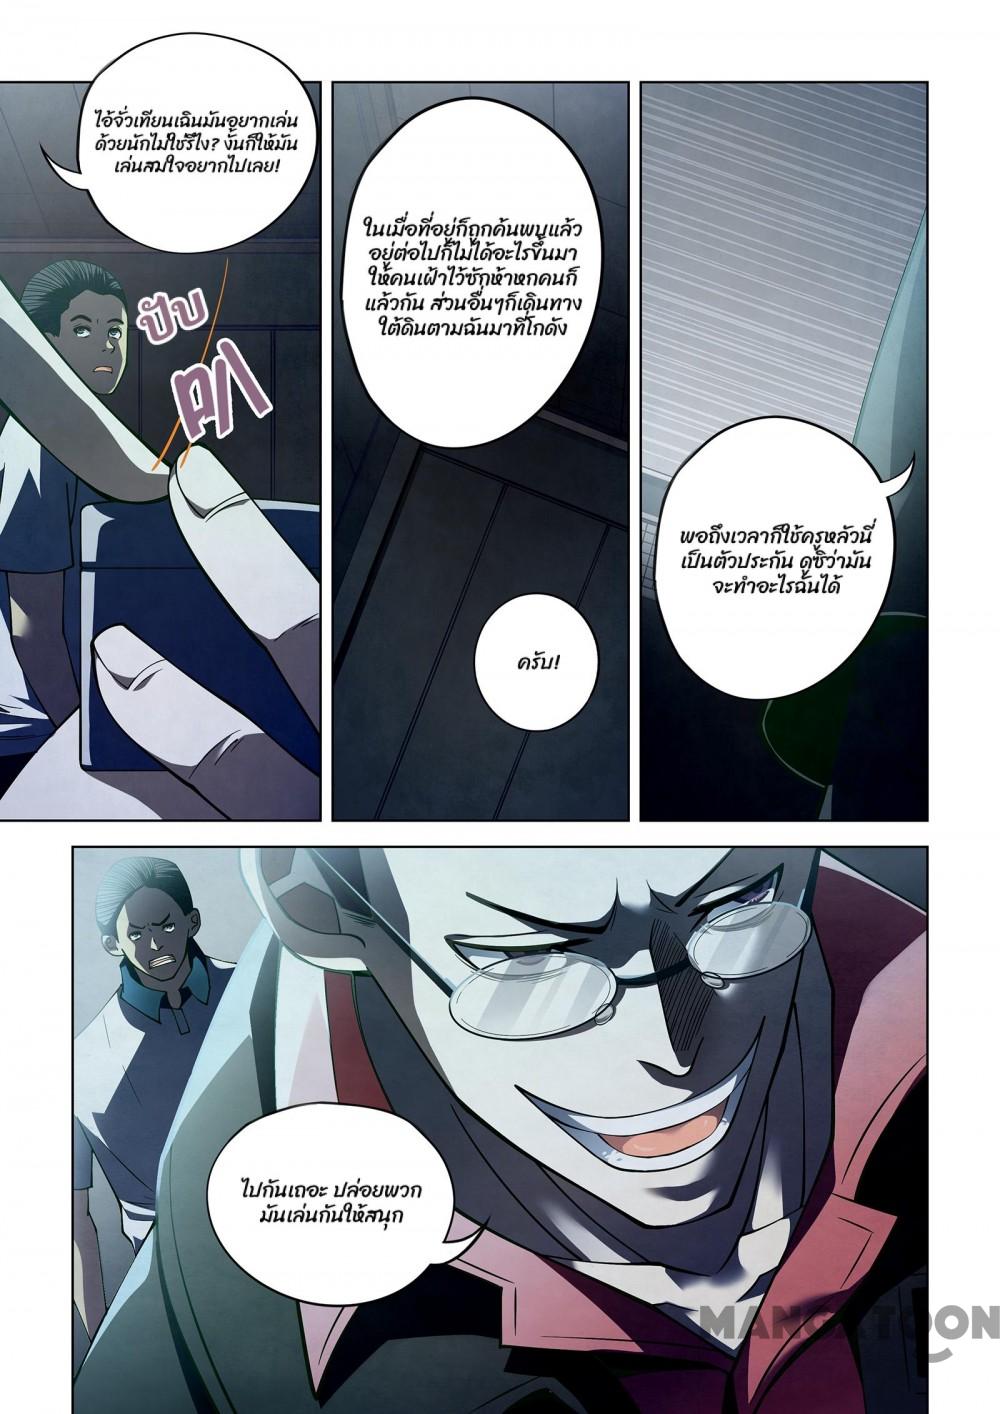 ไอ้จั่วเทียนเฉินมันอยากเล่น
ด้วยนักไม่ใช่รึไง? งั้นก็ให้มัน
เล่นสมใจอยากไปเลย!
ปับ
ในเมื่อที่อยู่ก็ถูกค้นพบแล้ว
อยู่ต่อไปก็ไม่ได้อะไรขึ้นมา
ให้คนเฝ้าไว้ซักห้าหกคนก็
แล้วกัน ส่วนอื่นๆก็เดินทาง
ใต้ดินตามฉันมาที่โกดัง
ครับ!
พอถึงเวลาก็ใช้ครูหลัวนี่
เป็นตัวประกัน ดูซิว่ามัน
จะทำอะไรฉันได้
ไปกันเถอะ ปล่อยพวก
มันเล่นกันให้สนุก
MANGATOON